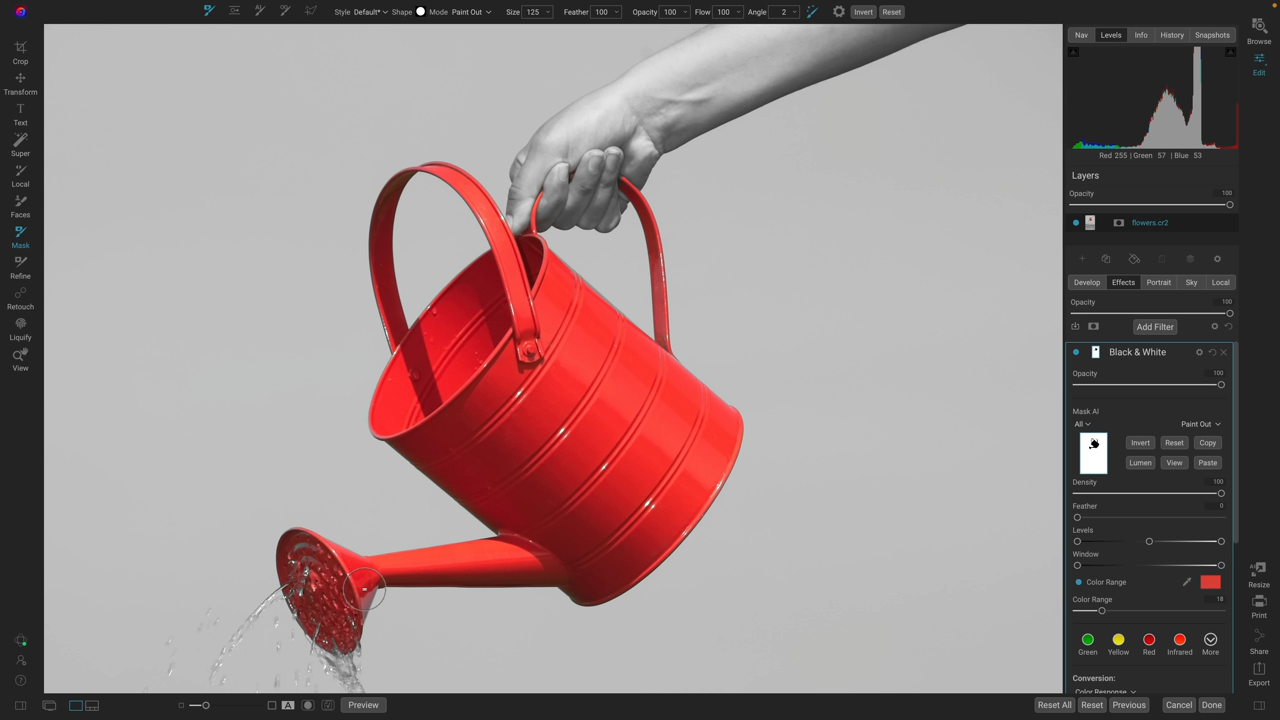 Style Default* Shape Mode Paint Out Size 125 Feather 100 Opacity 100 Flow 100 Angle 2 Invert Reset
Crop
Transform
Text
Super
Local
Faces
Mask
Refine
Retouch
Liquify
View
Nav Levels Info History Snapshots
Red 255 | Green 57 | Blue 53
Layers
Opacity 100
flowers.cr2
Develop Effects Portrait Sky Local
Opacity 100
Add Filter
Black & White
Opacity 100
Mask AI
All Paint Out
Invert Reset Copy
Lumen View Paste
Density 100
Feather 0
Levels
Window
Color Range
Color Range 18
Green Yellow Red Infrared More
Conversion:
Color Response
Browse
Edit
AI
Resize
Print
Share
Export
A
Preview
Reset All Reset Previous Cancel Done